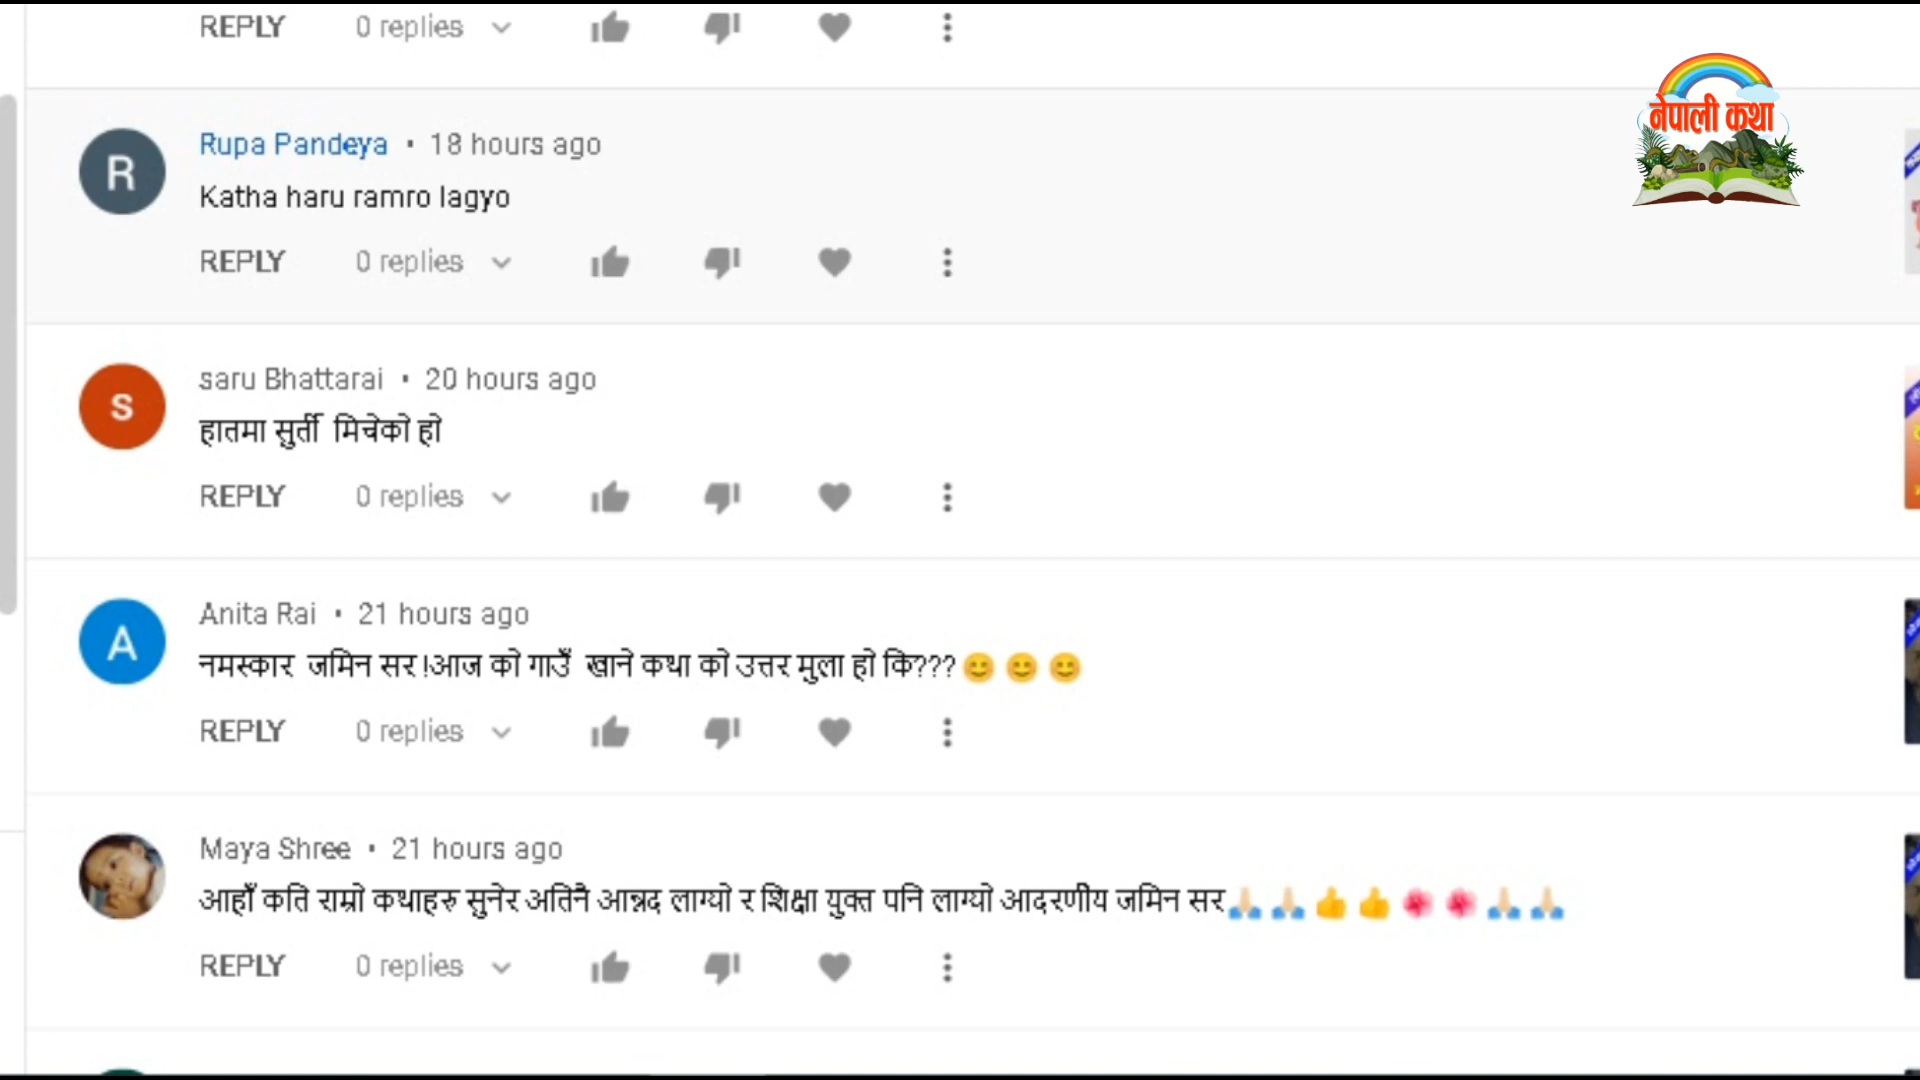 REPLY 0 replies
नेपाली कथा
Rupa Pandeya • 18 hours ago
Katha haru ramro lagyo
REPLY 0 replies
saru Bhattarai • 20 hours ago
हातमा सुर्ती मिचेको हो
REPLY 0 replies
Anita Rai • 21 hours ago
नमस्कार जमिन सर !आज को गाउँ खाने कथा को उत्तर मुला हो कि??? 😊 😊 😊
REPLY 0 replies
Maya Shree • 21 hours ago
आहाँ कति राम्रो कथाहरु सुनेर अतिनै आन्नद लाग्यो र शिक्षा युक्त पनि लाग्यो आदरणीय जमिन सर🙏🏻 🙏🏻 👍 👍 🌺 🌺 🙏🏻 🙏🏻
REPLY 0 replies